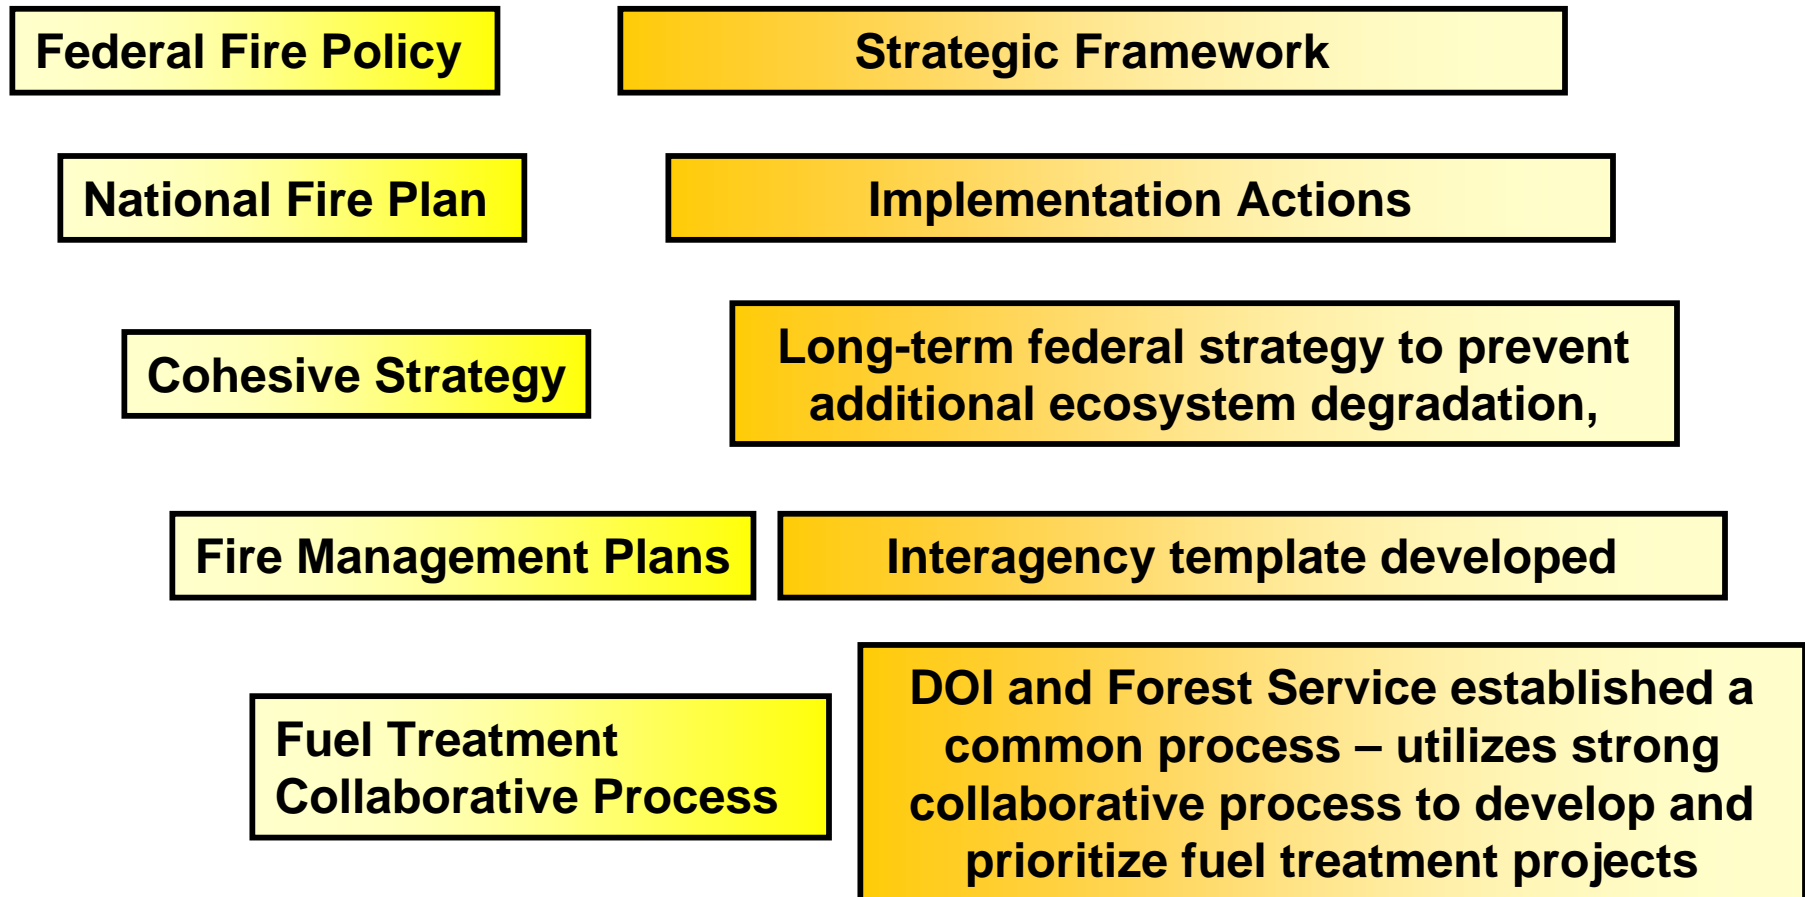 Federal Fire Policy
Strategic Framework
National Fire Plan
Implementation Actions
Cohesive Strategy
Long-term federal strategy to prevent
additional ecosystem degradation,
Fire Management Plans
Interagency template developed
Fuel Treatment
Collaborative Process
DOI and Forest Service established a
common process – utilizes strong
collaborative process to develop and
prioritize fuel treatment projects